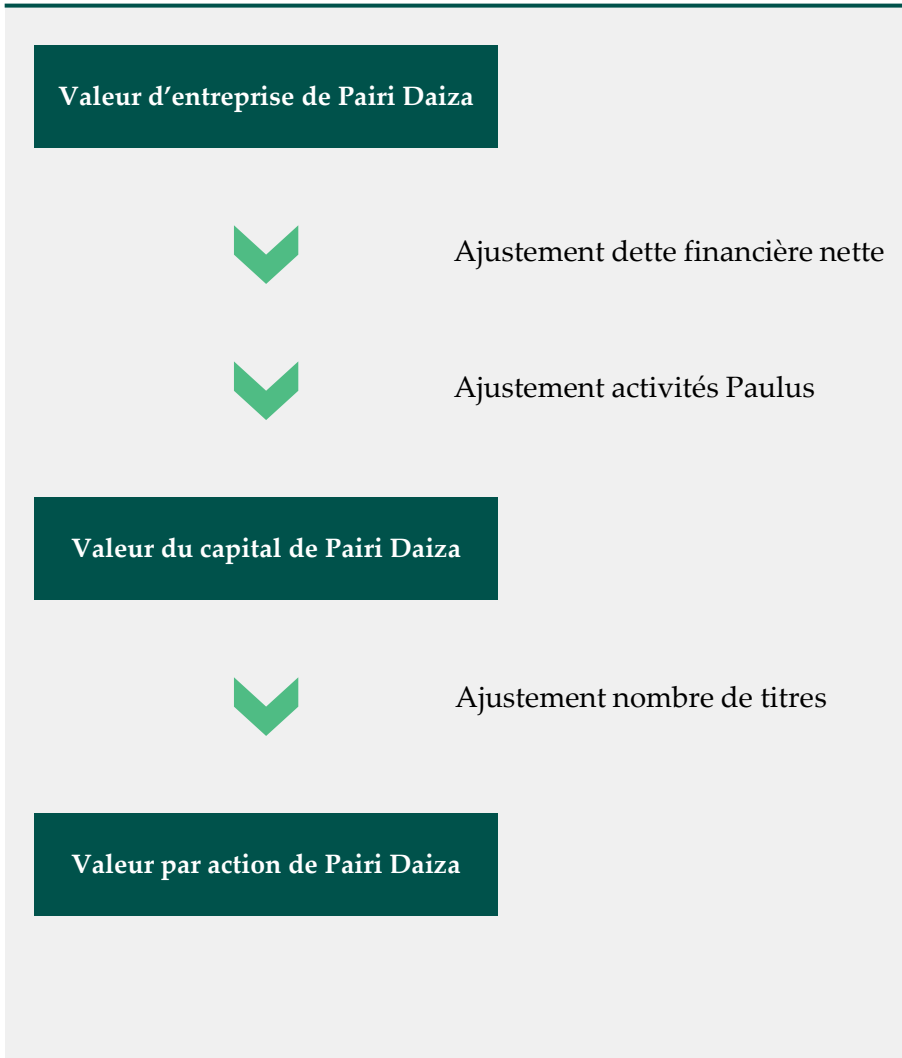 Valeur d’entreprise de Pairi Daiza
Ajustement dette financière nette
Ajustement activités Paulus
Valeur du capital de Pairi Daiza
Ajustement nombre de titres
Valeur par action de Pairi Daiza